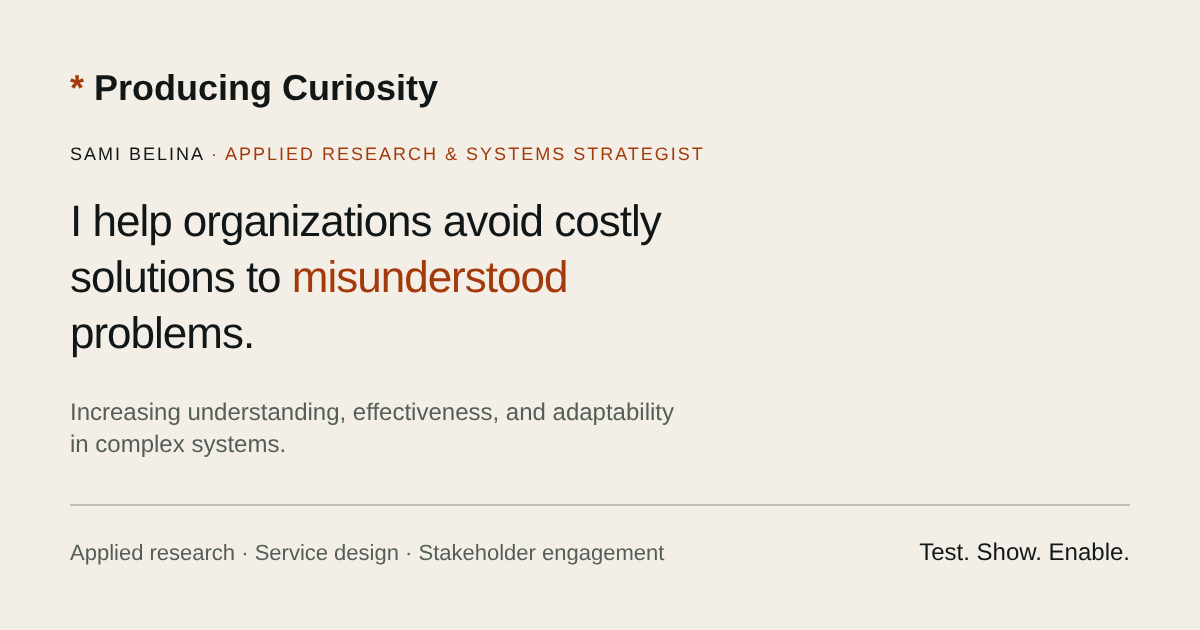 * Producing Curiosity
SAMI BELINA · APPLIED RESEARCH & SYSTEMS STRATEGIST
I help organizations avoid costly
solutions to misunderstood
problems.
Increasing understanding, effectiveness, and adaptability
in complex systems.
Applied research · Service design · Stakeholder engagement
Test. Show. Enable.